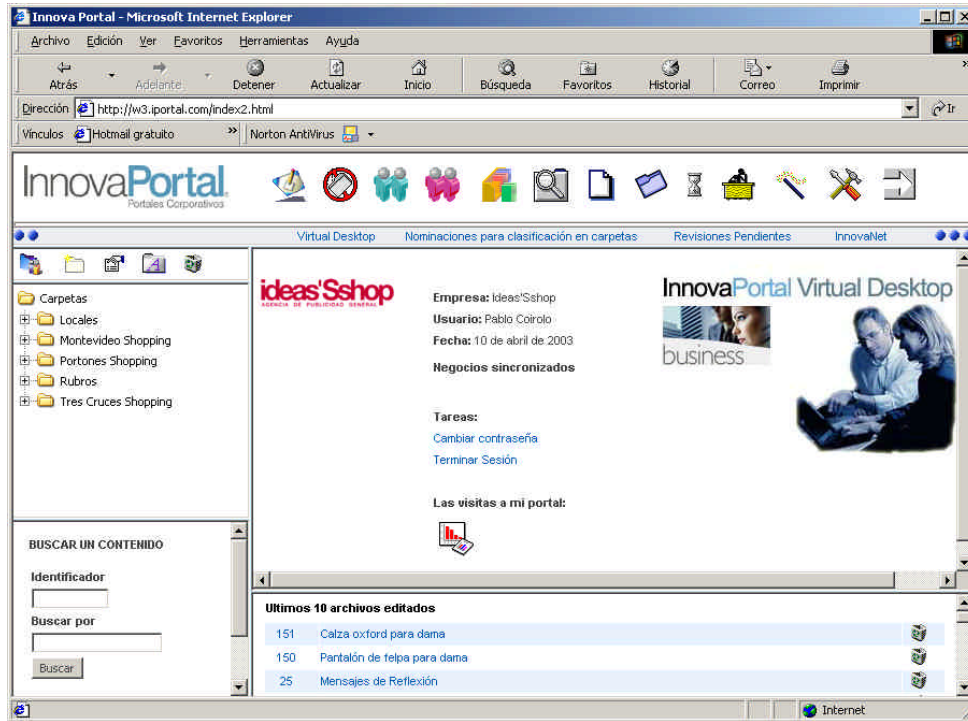 Innova Portal - Microsoft Internet Explorer
Archivo Edición Ver Favoritos Herramientas Ayuda
Atrás Adelante Detener Actualizar Inicio Búsqueda Favoritos Historial Correo Imprimir
Dirección http://w3.iportal.com/index2.html Ir
Vínculos Hotmail gratuito Norton AntiVirus
InnovaPortal
Portales Corporativos
Virtual Desktop Nominaciones para clasificación en carpetas Revisiones Pendientes InnovaNet
Carpetas
Locales
Montevideo Shopping
Portones Shopping
Rubros
Tres Cruces Shopping
ideas'Sshop
AGENCIA DE PUBLICIDAD GENERAL
Empresa: Ideas'Sshop
Usuario: Pablo Coirolo
Fecha: 10 de abril de 2003
Negocios sincronizados
Tareas:
Cambiar contraseña
Terminar Sesión
Las visitas a mi portal:
InnovaPortal Virtual Desktop
business
BUSCAR UN CONTENIDO
Identificador
Buscar por
Buscar
Ultimos 10 archivos editados
151 Calza oxford para dama
150 Pantalón de felpa para dama
25 Mensajes de Reflexión
Internet